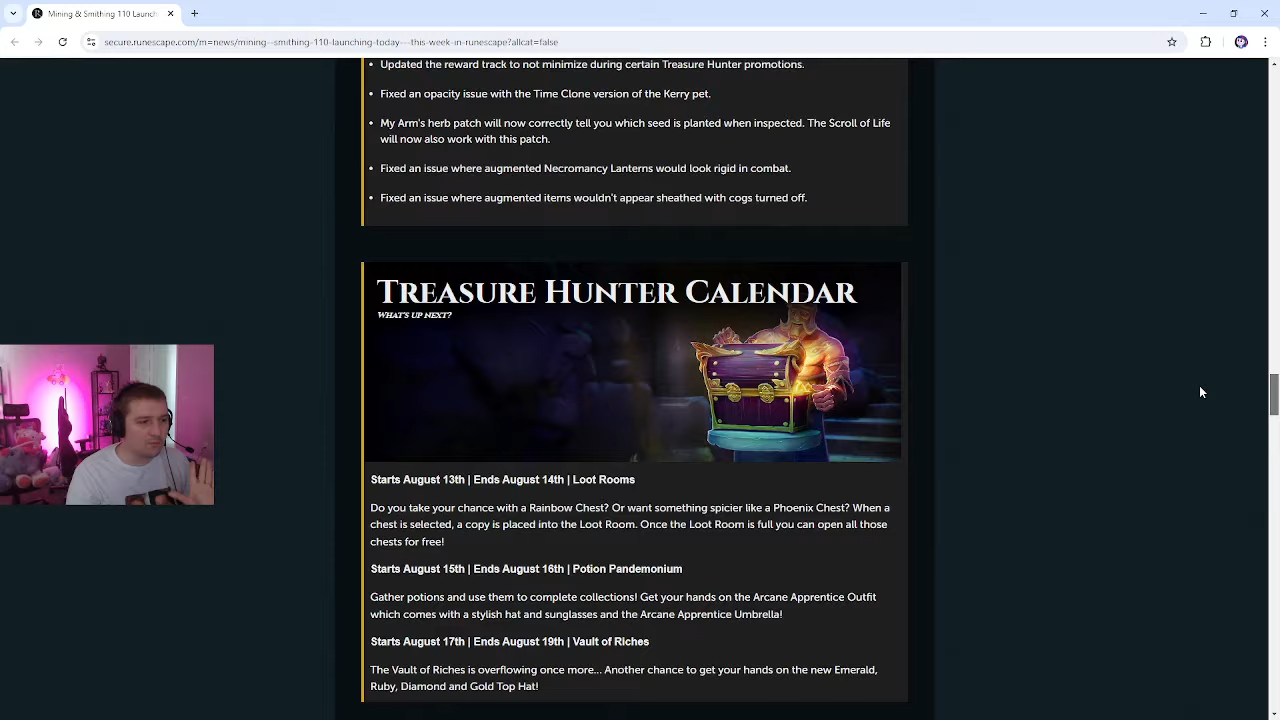 Mining & Smithing 110 Launch
secure.runescape.com/m=news/mining--smithing-110-launching-today---this-week-in-runescape?allcat=false
• Updated the reward track to not minimize during certain Treasure Hunter promotions.
• Fixed an opacity issue with the Time Clone version of the Kerry pet.
• My Arm's herb patch will now correctly tell you which seed is planted when inspected. The Scroll of Life
will now also work with this patch.
• Fixed an issue where augmented Necromancy Lanterns would look rigid in combat.
• Fixed an issue where augmented items wouldn't appear sheathed with cogs turned off.
TREASURE HUNTER CALENDAR
WHAT'S UP NEXT?
Starts August 13th | Ends August 14th | Loot Rooms
Do you take your chance with a Rainbow Chest? Or want something spicier like a Phoenix Chest? When a
chest is selected, a copy is placed into the Loot Room. Once the Loot Room is full you can open all those
chests for free!
Starts August 15th | Ends August 16th | Potion Pandemonium
Gather potions and use them to complete collections! Get your hands on the Arcane Apprentice Outfit
which comes with a stylish hat and sunglasses and the Arcane Apprentice Umbrella!
Starts August 17th | Ends August 19th | Vault of Riches
The Vault of Riches is overflowing once more... Another chance to get your hands on the new Emerald,
Ruby, Diamond and Gold Top Hat!